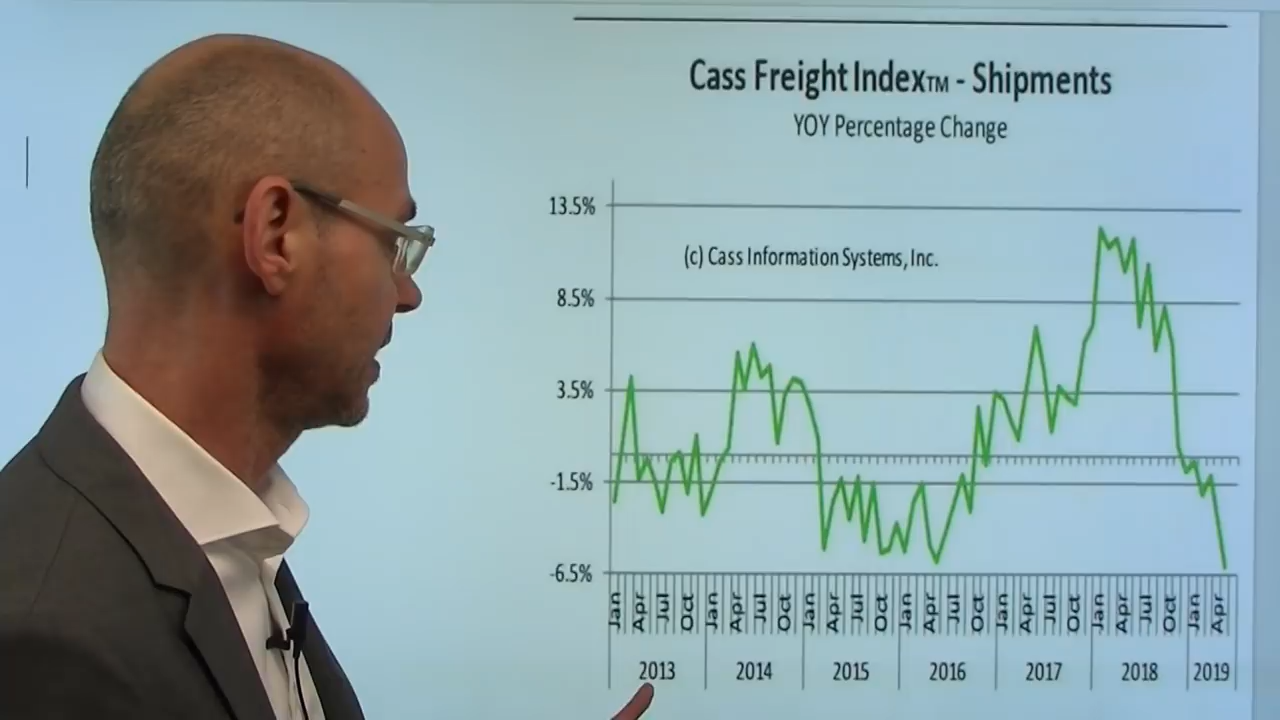 Cass Freight Index™ - Shipments
YOY Percentage Change
13.5%
(c) Cass Information Systems, Inc.
8.5%
3.5%
-1.5%
-6.5%
Jan Apr Jul Oct Jan Apr Jul Oct Jan Apr Jul Oct Jan Apr Jul Oct Jan Apr Jul Oct Jan Apr Jul Oct Jan Apr
2013 2014 2015 2016 2017 2018 2019